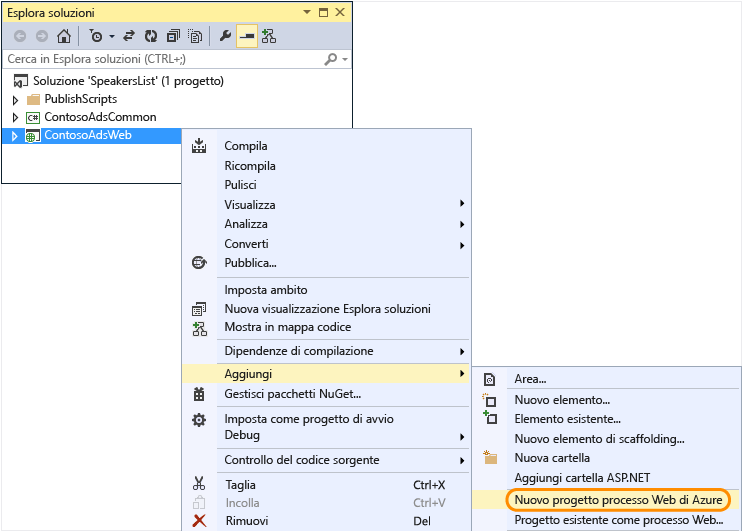 Esplora soluzioni
Cerca in Esplora soluzioni (CTRL+;)
Soluzione 'SpeakersList' (1 progetto)
PublishScripts
C# ContosoAdsCommon
ContosoAdsWeb
Compila
Ricompila
Pulisci
Visualizza
Analizza
Converti
Pubblica...
Imposta ambito
Nuova visualizzazione Esplora soluzioni
Mostra in mappa codice
Dipendenze di compilazione
Aggiungi
Gestisci pacchetti NuGet...
Imposta come progetto di avvio
Debug
Controllo del codice sorgente
Taglia Ctrl+X
Incolla Ctrl+V
Rimuovi Del
Area...
Nuovo elemento...
Elemento esistente...
Nuovo elemento di scaffolding...
Nuova cartella
Aggiungi cartella ASP.NET
Nuovo progetto processo Web di Azure
Progetto esistente come processo Web...